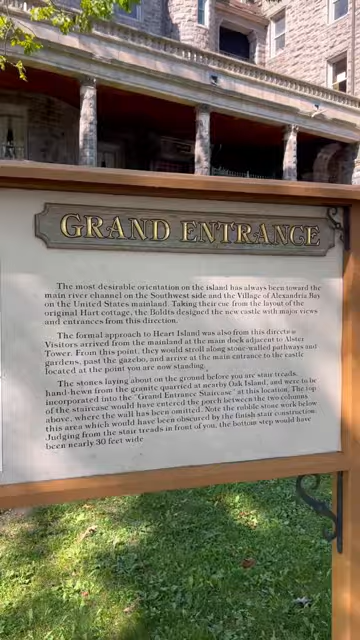 GRAND ENTRANCE
The most desirable orientation on the island has always been toward the
main river channel on the Southwest side and the Village of Alexandria Bay
on the United States mainland. Taking their cue from the layout of the
original Hart cottage, the Boldts designed the new castle with major views
and entrances from this direction.
The formal approach to Heart Island was also from this direction
Visitors arrived from the mainland at the main dock adjacent to Alster
Tower. From this point, they would stroll along stone-walled pathways and
gardens, past the gazebo, and arrive at the main entrance to the castle
located at the point you are now standing.
The stones laying about on the ground before you are stair treads,
hand-hewn from the granite quarried at nearby Oak Island, and were to be
incorporated into the "Grand Entrance Staircase" at this location. The top
of the staircase would have entered the porch between the two columns
above, where the wall has been omitted. Note the rubble stone work below
this area which would have been obscured by the finish stair construction.
Judging from the stair treads in front of you, the bottom step would have
been nearly 30 feet wide